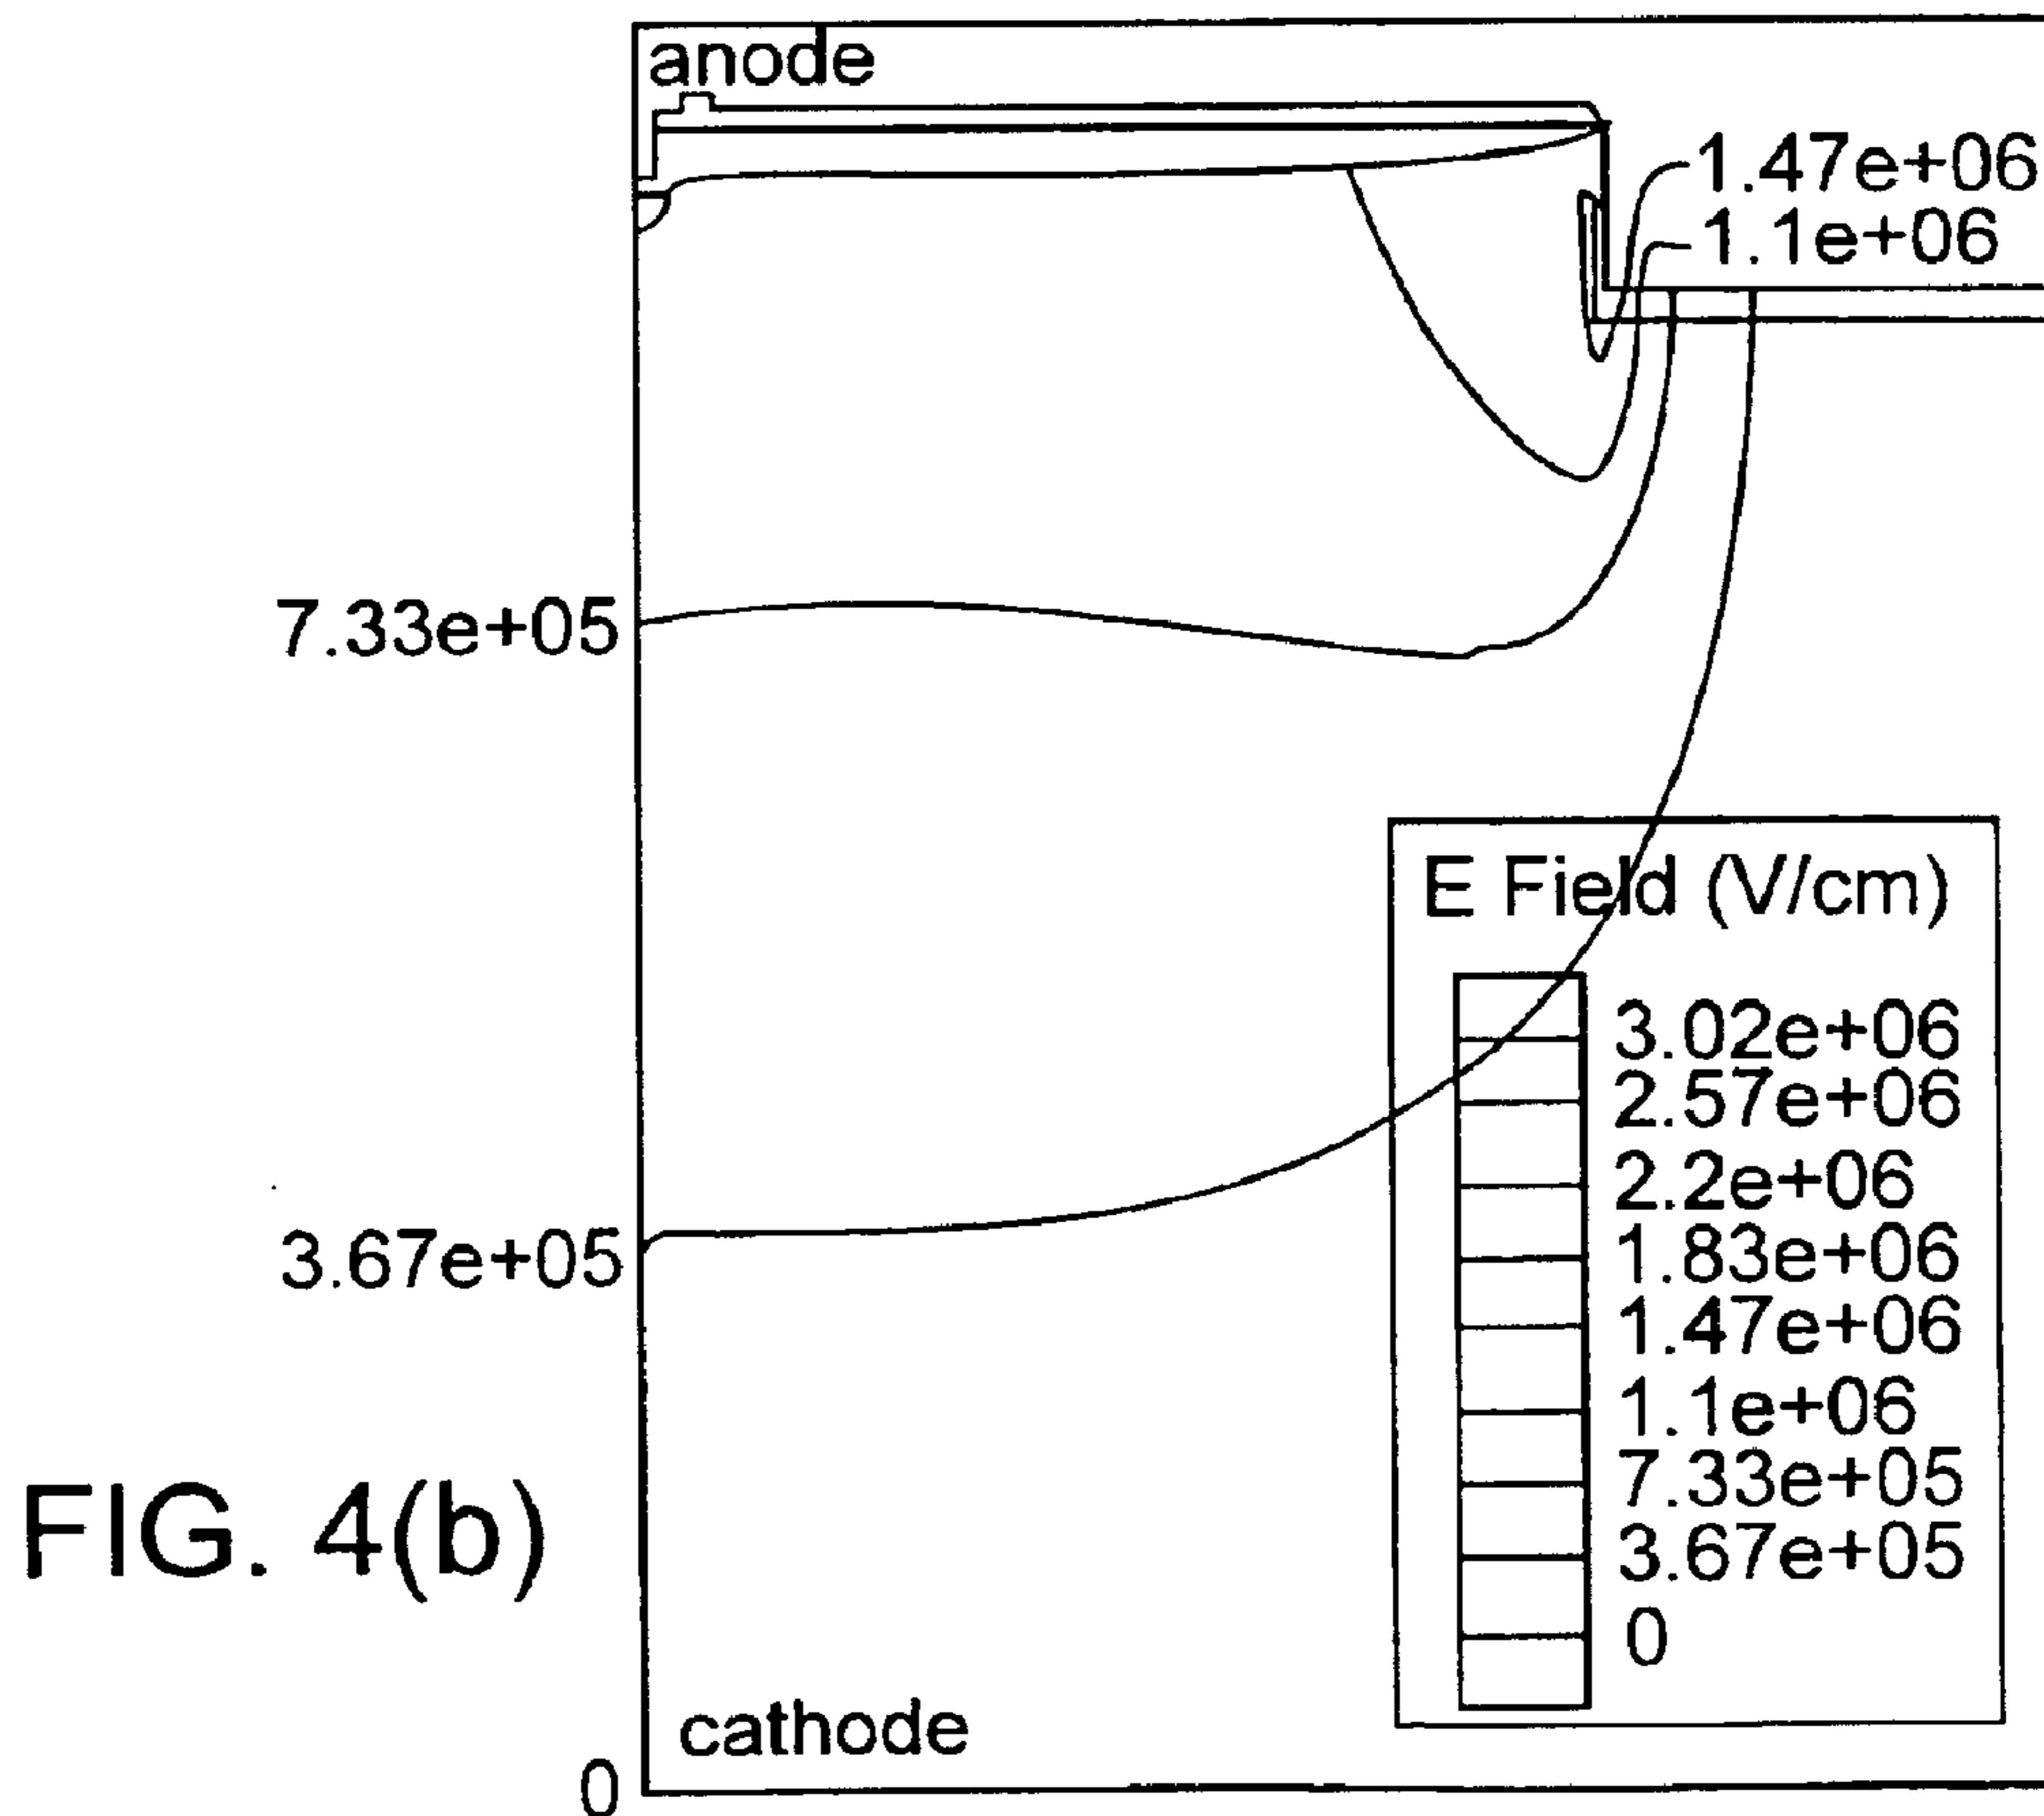 anode
1.47e+06
1.1e+06
7.33e+05
E Field (V/cm)
3.02e+06
2.57e+06
2.2e+06
1.83e+06
1.47e+06
1.1e+06
7.33e+05
3.67e+05
0
3.67e+05
FIG. 4(b)
cathode
0